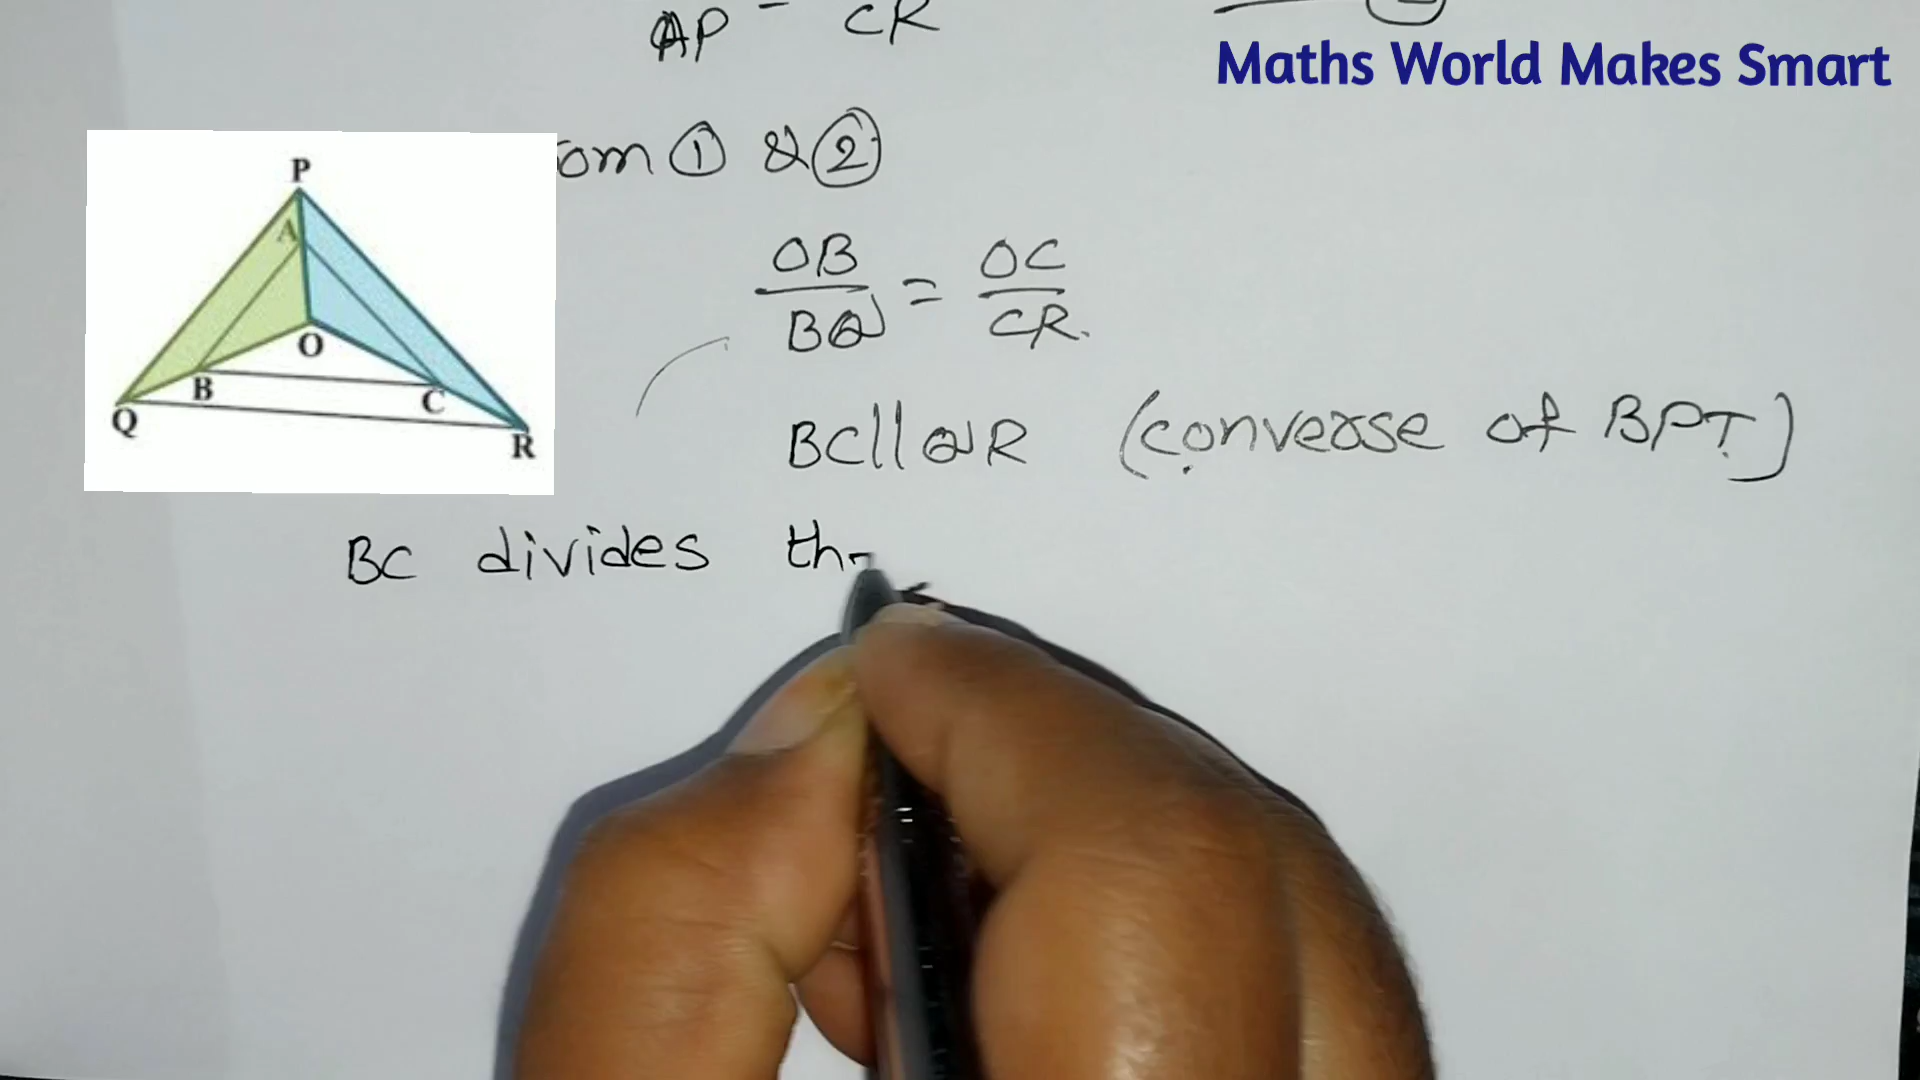 AP = CR
Maths World Makes Smart
om ① & ②
P
A
O
B
C
Q
R
OB/BQ = OC/CR.
BC||QR (converse of BPT)
BC divides the